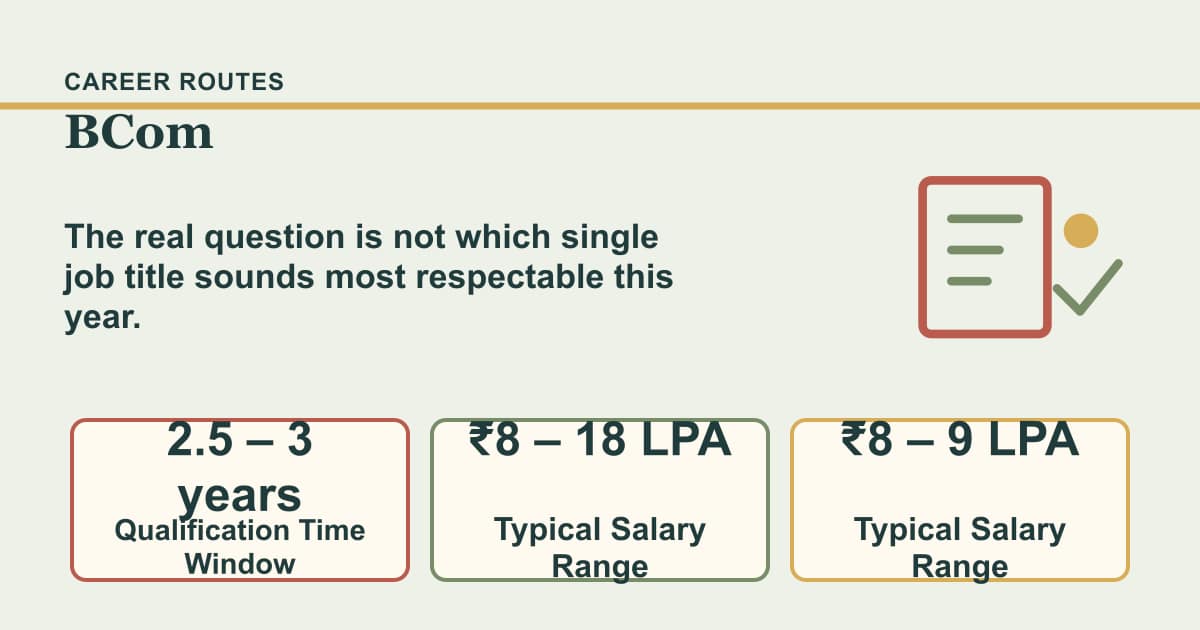 CAREER ROUTES
BCom
The real question is not which single
job title sounds most respectable this
year.
2.5 – 3
years
Qualification Time
Window
₹8 – 18 LPA
Typical Salary
Range
₹8 – 9 LPA
Typical Salary
Range